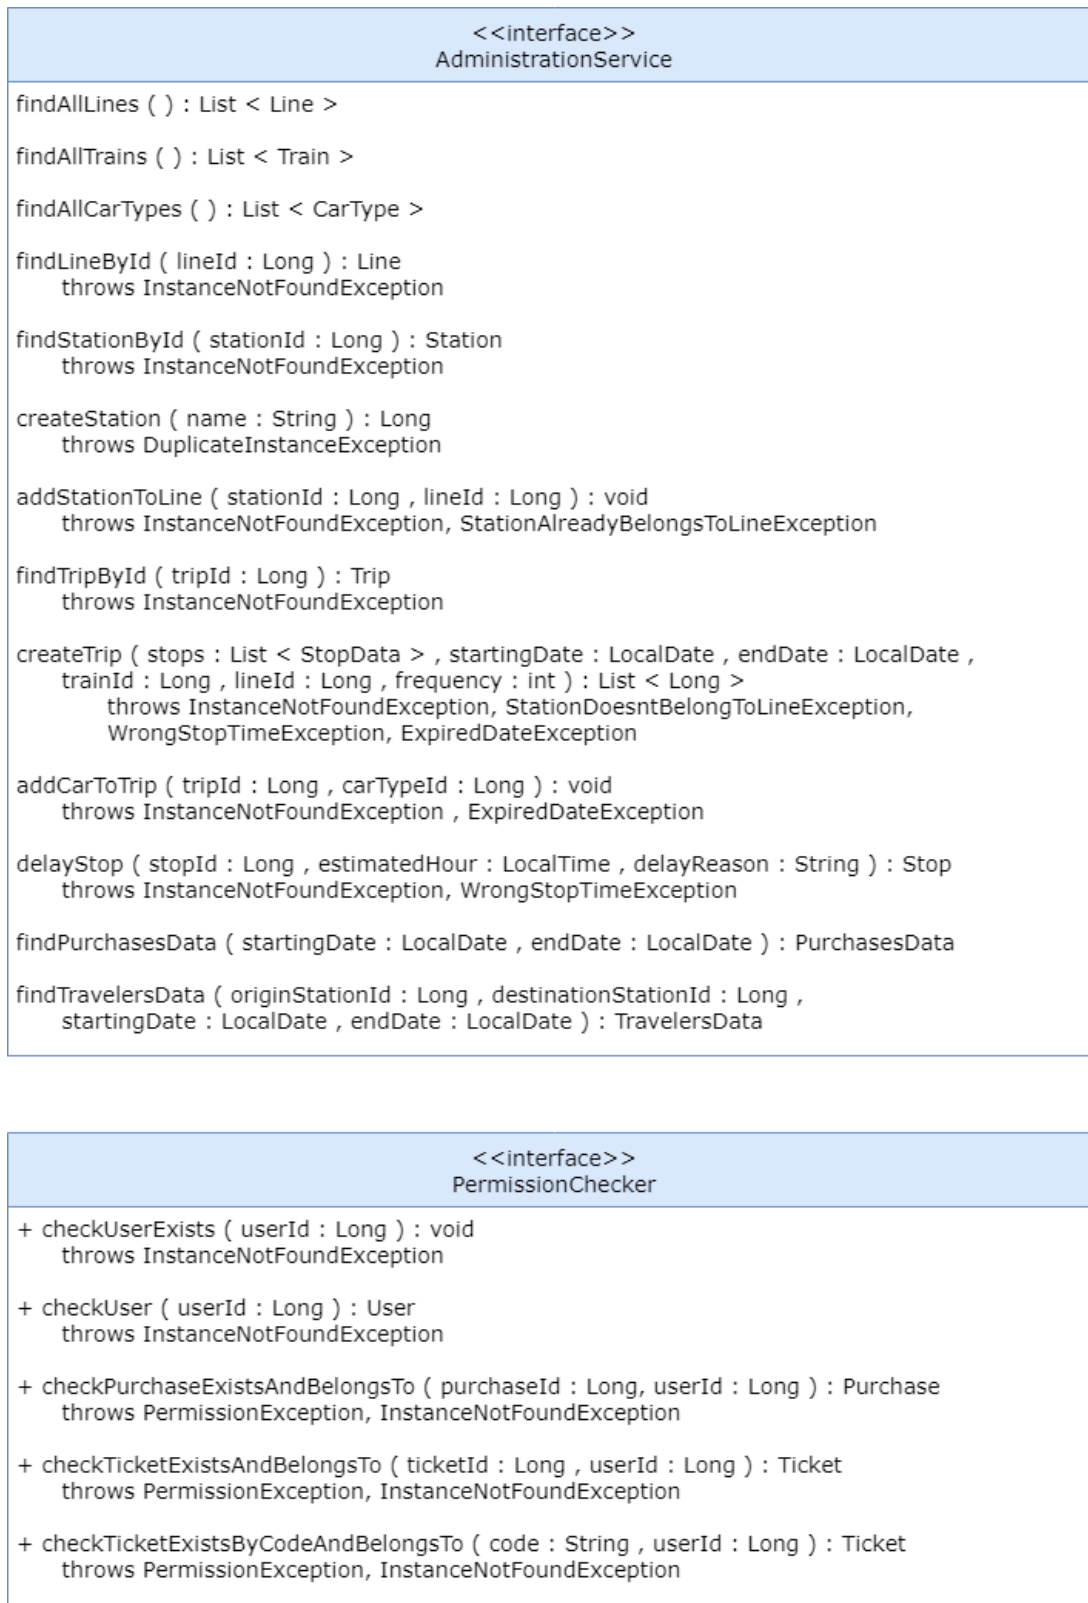 <<interface>>
AdministrationService
findAllLines ( ) : List < Line >
findAllTrains ( ) : List < Train >
findAllCarTypes ( ) : List < CarType >
findLineById ( lineId : Long ) : Line
throws InstanceNotFoundException
findStationById ( stationId : Long ) : Station
throws InstanceNotFoundException
createStation ( name : String ) : Long
throws DuplicateInstanceException
addStationToLine ( stationId : Long , lineId : Long ) : void
throws InstanceNotFoundException, StationAlreadyBelongsToLineException
findTripById ( tripId : Long ) : Trip
throws InstanceNotFoundException
createTrip ( stops : List < StopData > , startingDate : LocalDate , endDate : LocalDate ,
trainId : Long , lineId : Long , frequency : int ) : List < Long >
throws InstanceNotFoundException, StationDoesntBelongToLineException,
WrongStopTimeException, ExpiredDateException
addCarToTrip ( tripId : Long , carTypeId : Long ) : void
throws InstanceNotFoundException , ExpiredDateException
delayStop ( stopId : Long , estimatedHour : LocalTime , delayReason : String ) : Stop
throws InstanceNotFoundException, WrongStopTimeException
findPurchasesData ( startingDate : LocalDate , endDate : LocalDate ) : PurchasesData
findTravelersData ( originStationId : Long , destinationStationId : Long ,
startingDate : LocalDate , endDate : LocalDate ) : TravelersData
<<interface>>
PermissionChecker
+ checkUserExists ( userId : Long ) : void
throws InstanceNotFoundException
+ checkUser ( userId : Long ) : User
throws InstanceNotFoundException
+ checkPurchaseExistsAndBelongsTo ( purchaseId : Long, userId : Long ) : Purchase
throws PermissionException, InstanceNotFoundException
+ checkTicketExistsAndBelongsTo ( ticketId : Long , userId : Long ) : Ticket
throws PermissionException, InstanceNotFoundException
+ checkTicketExistsByCodeAndBelongsTo ( code : String , userId : Long ) : Ticket
throws PermissionException, InstanceNotFoundException